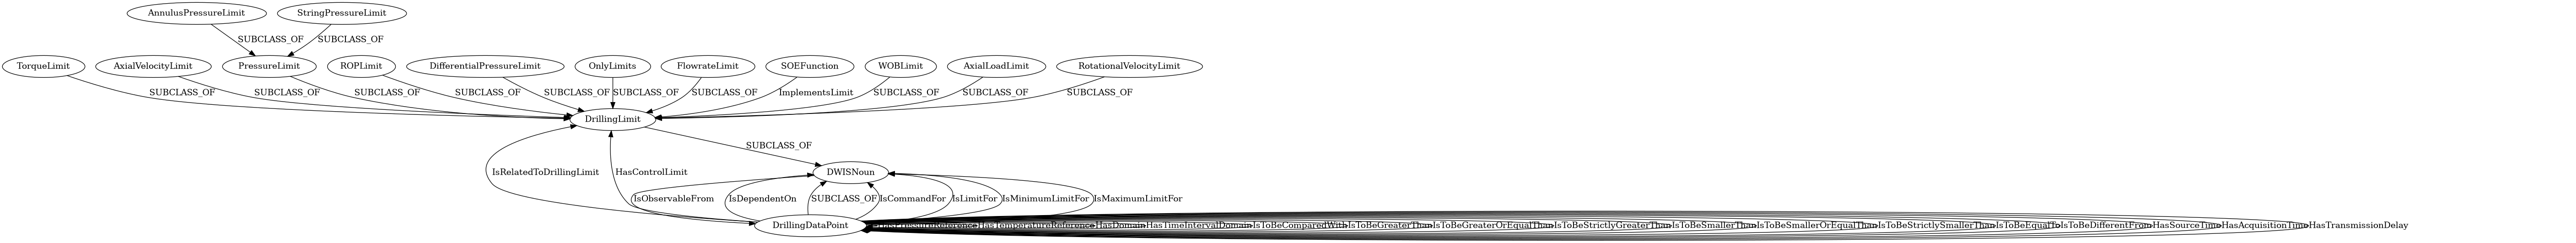 AnnulusPressureLimit
StringPressureLimit
SUBCLASS_OF
SUBCLASS_OF
TorqueLimit
AxialVelocityLimit
PressureLimit
ROPLimit
DifferentialPressureLimit
OnlyLimits
FlowrateLimit
SOEFunction
WOBLimit
AxialLoadLimit
RotationalVelocityLimit
SUBCLASS_OF
SUBCLASS_OF
SUBCLASS_OF
SUBCLASS_OF
SUBCLASS_OF
SUBCLASS_OF
SUBCLASS_OF
ImplementsLimit
SUBCLASS_OF
SUBCLASS_OF
SUBCLASS_OF
DrillingLimit
SUBCLASS_OF
IsRelatedToDrillingLimit
HasControlLimit
DWISNoun
IsObservableFrom
IsDependentOn
SUBCLASS_OF
IsCommandFor
IsLimitFor
IsMinimumLimitFor
IsMaximumLimitFor
DrillingDataPoint
HasPressureReference
HasTemperatureReference
HasDomain
HasTimeIntervalDomain
IsToBeComparedWith
IsToBeGreaterThan
IsToBeGreaterOrEqualThan
IsToBeStrictlyGreaterThan
IsToBeSmallerThan
IsToBeSmallerOrEqualThan
IsToBeStrictlySmallerThan
IsToBeEqualTo
IsToBeDifferentFrom
HasSourceTime
HasAcquisitionTime
HasTransmissionDelay